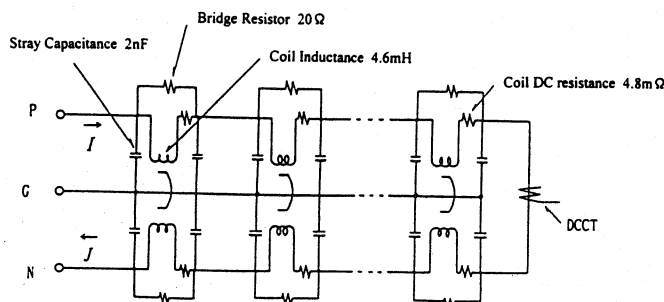 Bridge Resistor 20Ω
Stray Capacitance 2nF
Coil Inductance 4.6mH
Coil DC resistance 4.8mΩ
P
I
G
J
N
DCCT